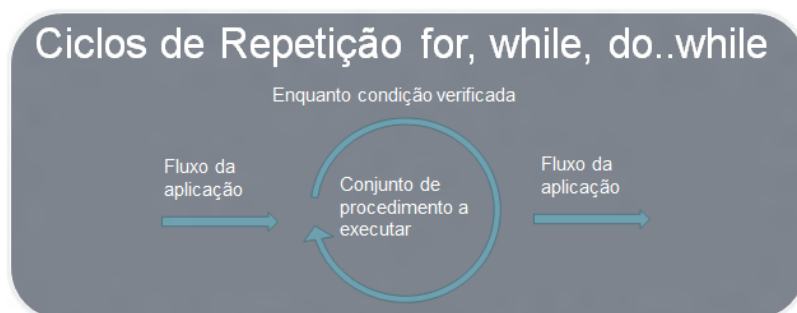 Ciclos de Repetição for, while, do..while
Enquanto condição verificada
Fluxo da
aplicação
Conjunto de
procedimento a
executar
Fluxo da
aplicação